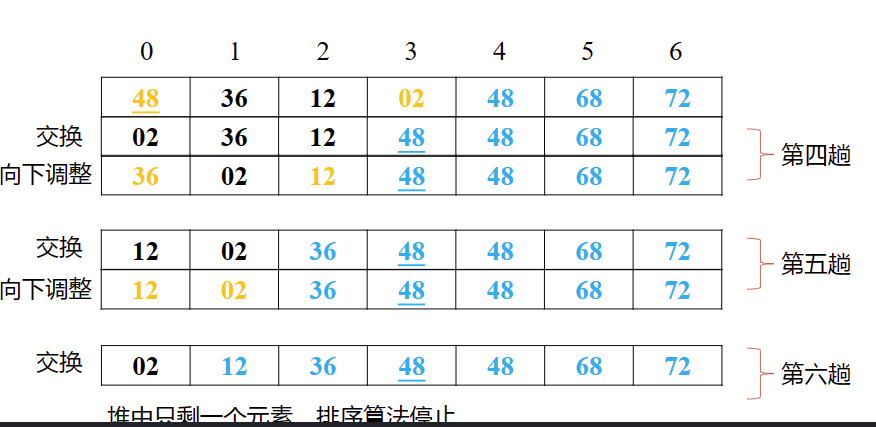 0 1 2 3 4 5 6
48 36 12 02 48 68 72
交换 02 36 12 48 48 68 72
向下调整 36 02 12 48 48 68 72
第四趟
交换 12 02 36 48 48 68 72
向下调整 12 02 36 48 48 68 72
第五趟
交换 02 12 36 48 48 68 72
第六趟
堆中只剩一个元素，排序算法停止